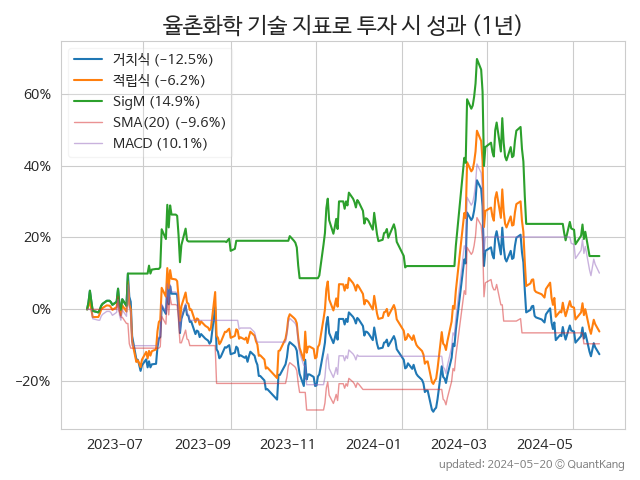 율촌화학 기술 지표로 투자 시 성과 (1년)
거치식 (−12.5%)
적립식 (−6.2%)
SigM (14.9%)
SMA(20) (−9.6%)
MACD (10.1%)
60%
40%
20%
0%
−20%
2023−07 2023−09 2023−11 2024−01 2024−03 2024−05
updated: 2024−05−20 © QuantKang